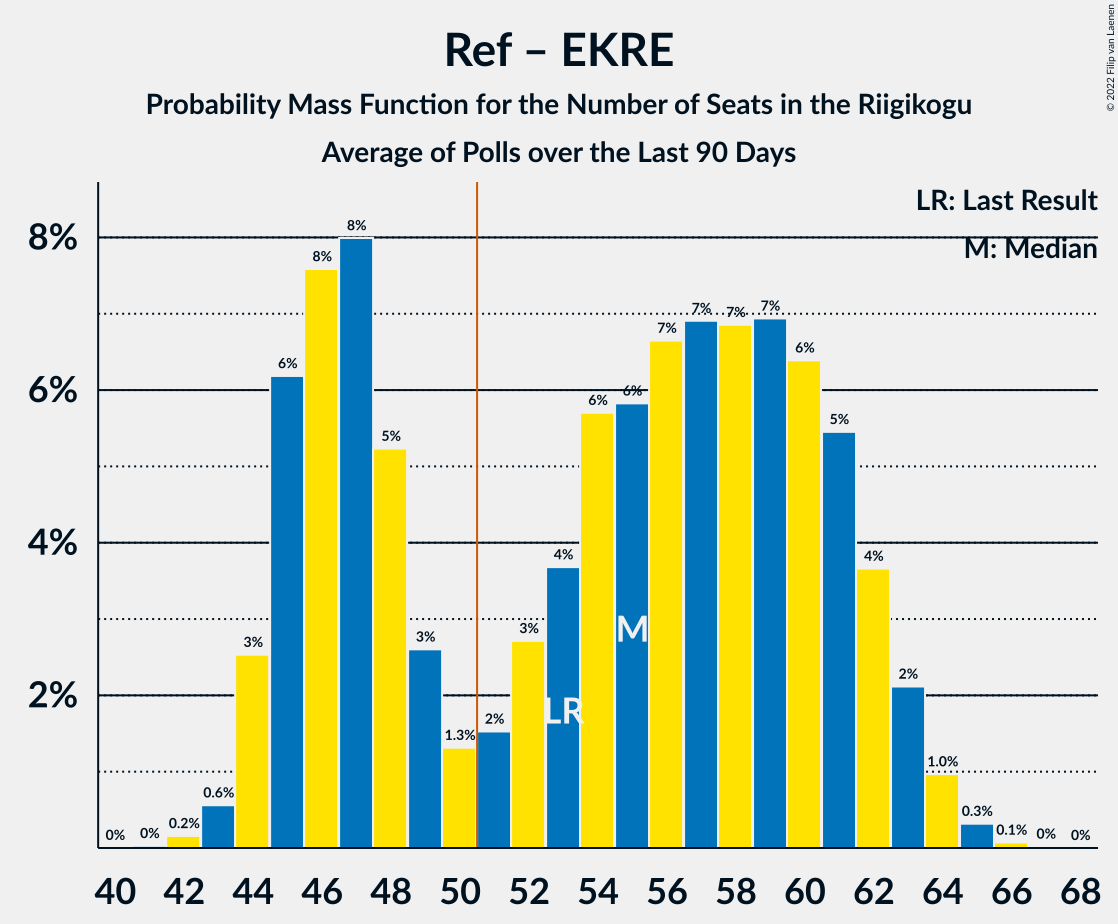 Ref – EKRE
Probability Mass Function for the Number of Seats in the Riigikogu
Average of Polls over the Last 90 Days
© 2022 Filip van Laenen
LR: Last Result
M: Median
8%
6%
4%
2%
0% 0% 0.2% 0.6% 3% 6% 8% 8% 5% 3% 1.3% 2% 3% 4% 6% 6% 7% 7% 7% 7% 6% 5% 4% 2% 1.0% 0.3% 0.1% 0% 0%
M
LR
40 42 44 46 48 50 52 54 56 58 60 62 64 66 68